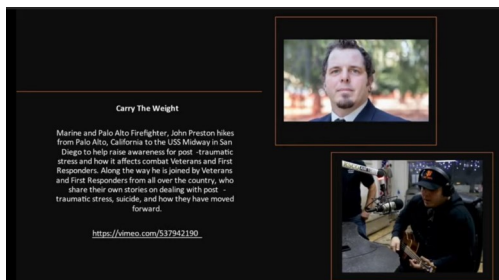 Carry The Weight
Marine and Palo Alto Firefighter, John Preston hikes
from Palo Alto, California to the USS Midway in San
Diego to help raise awareness for post -traumatic
stress and how it affects combat Veterans and First
Responders. Along the way he is joined by Veterans
and First Responders from all over the country, who
share their own stories on dealing with post -
traumatic stress, suicide, and how they have moved
forward.
https://vimeo.com/537942190